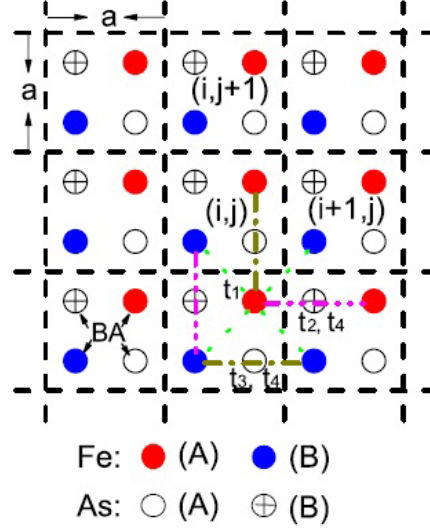 a
a
(i,j+1)
(i,j)
(i+1,j)
t1
BA
t2, t4
t3, t4
Fe: (A) (B)
As: (A) (B)